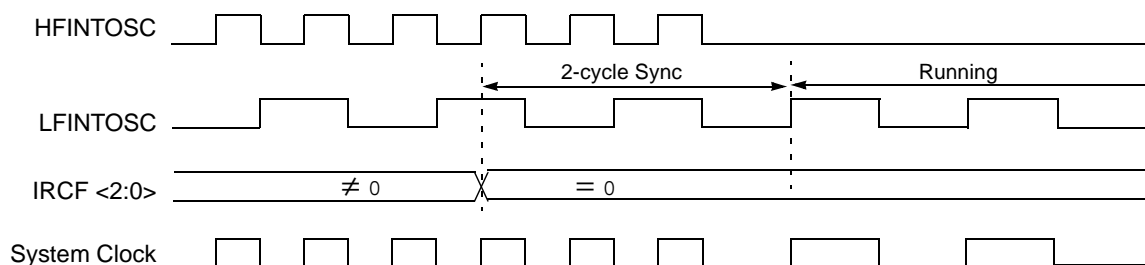 HFINTOSC
2-cycle Sync
Running
LFINTOSC
IRCF <2:0>
≠ 0
= 0
System Clock